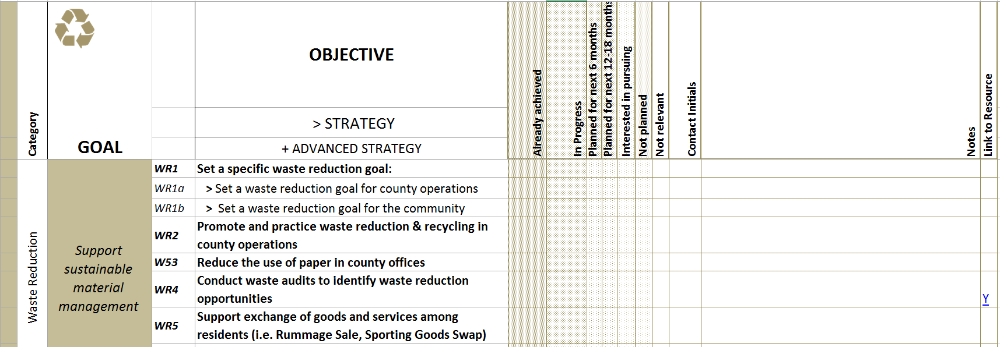 Category
GOAL
OBJECTIVE
> STRATEGY
+ ADVANCED STRATEGY
Already achieved
In Progress
Planned for next 6 months
Planned for next 12-18 months
Interested in pursuing
Not planned
Not relevant
Contact Initials
Notes
Link to Resource
Waste Reduction
Support
sustainable
material
management
WR1 Set a specific waste reduction goal:
WR1a > Set a waste reduction goal for county operations
WR1b > Set a waste reduction goal for the community
WR2 Promote and practice waste reduction & recycling in
county operations
W53 Reduce the use of paper in county offices
WR4 Conduct waste audits to identify waste reduction
opportunities
Y
WR5 Support exchange of goods and services among
residents (i.e. Rummage Sale, Sporting Goods Swap)